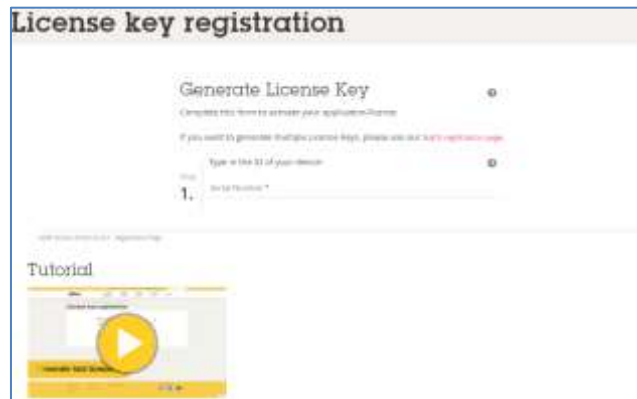 License key registration
Generate License Key
Complete this form to activate your application license
If you want to generate multiple License Keys, please use our batch registration page.
Type in the ID of your device
Step
1.
Serial Number *
Tutorial